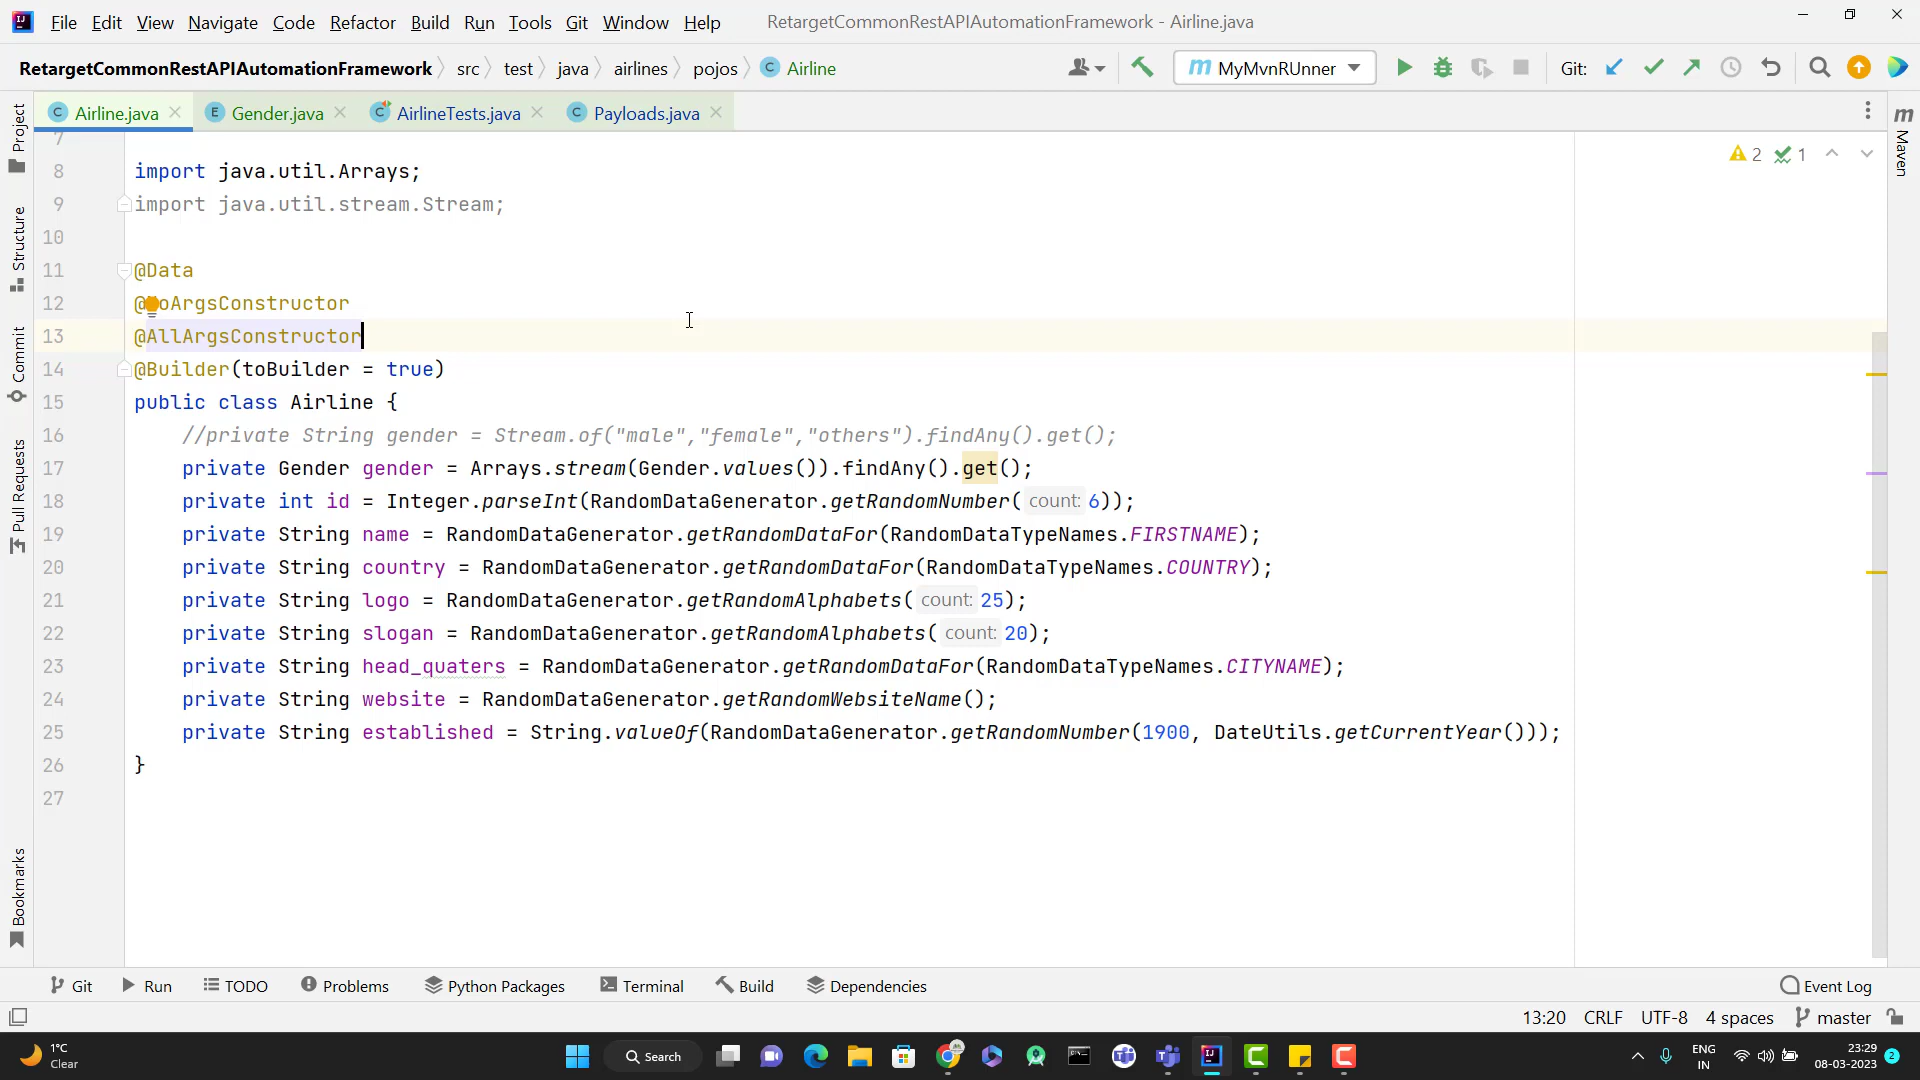 File Edit View Navigate Code Refactor Build Run Tools Git Window Help RetargetCommonRestAPIAutomationFramework - Airline.java
RetargetCommonRestAPIAutomationFramework src test java airlines pojos Airline MyMvnRUnner Git:
Airline.java Gender.java AirlineTests.java Payloads.java
Project
Structure
Commit
Pull Requests
Bookmarks
Maven
2 1
7
8 import java.util.Arrays;
9 import java.util.stream.Stream;
10
11 @Data
12 @NoArgsConstructor
13 @AllArgsConstructor
14 @Builder(toBuilder = true)
15 public class Airline {
16 //private String gender = Stream.of("male","female","others").findAny().get();
17 private Gender gender = Arrays.stream(Gender.values()).findAny().get();
18 private int id = Integer.parseInt(RandomDataGenerator.getRandomNumber( count: 6));
19 private String name = RandomDataGenerator.getRandomDataFor(RandomDataTypeNames.FIRSTNAME);
20 private String country = RandomDataGenerator.getRandomDataFor(RandomDataTypeNames.COUNTRY);
21 private String logo = RandomDataGenerator.getRandomAlphabets( count: 25);
22 private String slogan = RandomDataGenerator.getRandomAlphabets( count: 20);
23 private String head_quaters = RandomDataGenerator.getRandomDataFor(RandomDataTypeNames.CITYNAME);
24 private String website = RandomDataGenerator.getRandomWebsiteName();
25 private String established = String.valueOf(RandomDataGenerator.getRandomNumber(1900, DateUtils.getCurrentYear()));
26 }
27
Git Run TODO Problems Python Packages Terminal Build Dependencies Event Log
13:20 CRLF UTF-8 4 spaces master
1°C
Clear
Search
ENG
IN
23:29
08-03-2023
2